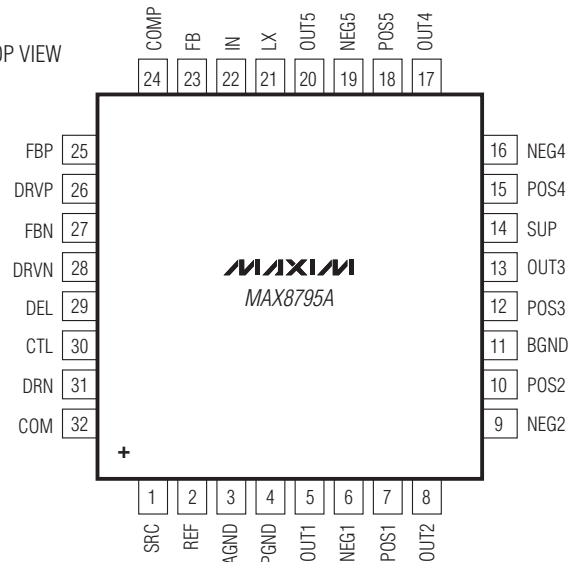 OP VIEW
COMP FB IN LX OUT5 NEG5 POS5 OUT4
24 23 22 21 20 19 18 17
FBP 25 16 NEG4
DRVP 26 15 POS4
FBN 27 14 SUP
DRVN 28 13 OUT3
DEL 29 12 POS3
CTL 30 11 BGND
DRN 31 10 POS2
COM 32 9 NEG2
MAXIM
MAX8795A
+
1 2 3 4 5 6 7 8
SRC REF AGND PGND OUT1 NEG1 POS1 OUT2